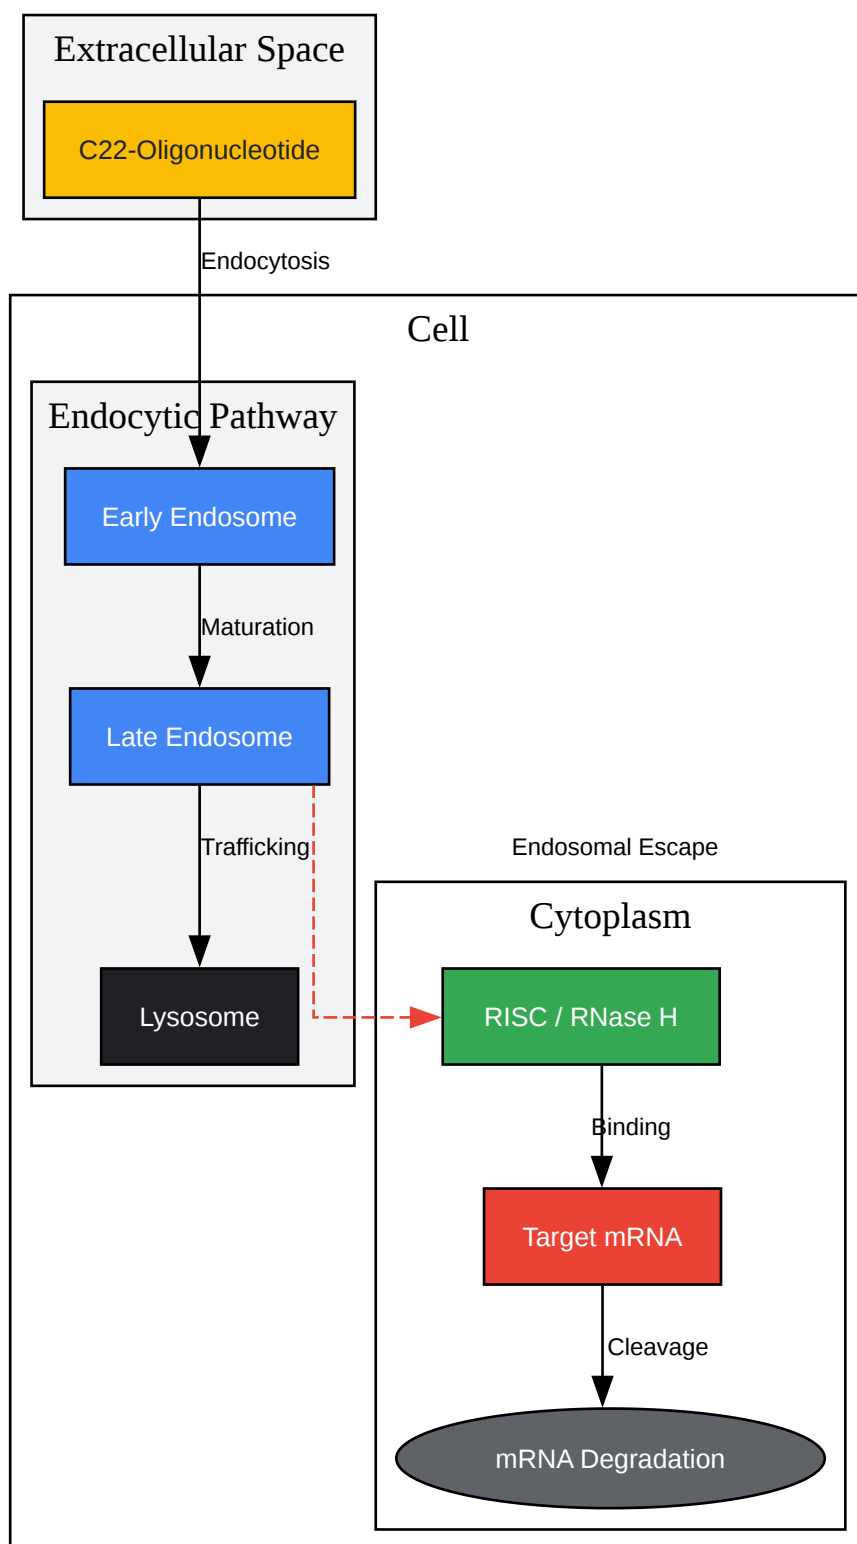 Extracellular Space
C22-Oligonucleotide
Endocytosis
Cell
Endocytic Pathway
Early Endosome
Maturation
Late Endosome
Trafficking
Endosomal Escape
Cytoplasm
Lysosome
RISC / RNase H
Binding
Target mRNA
Cleavage
mRNA Degradation